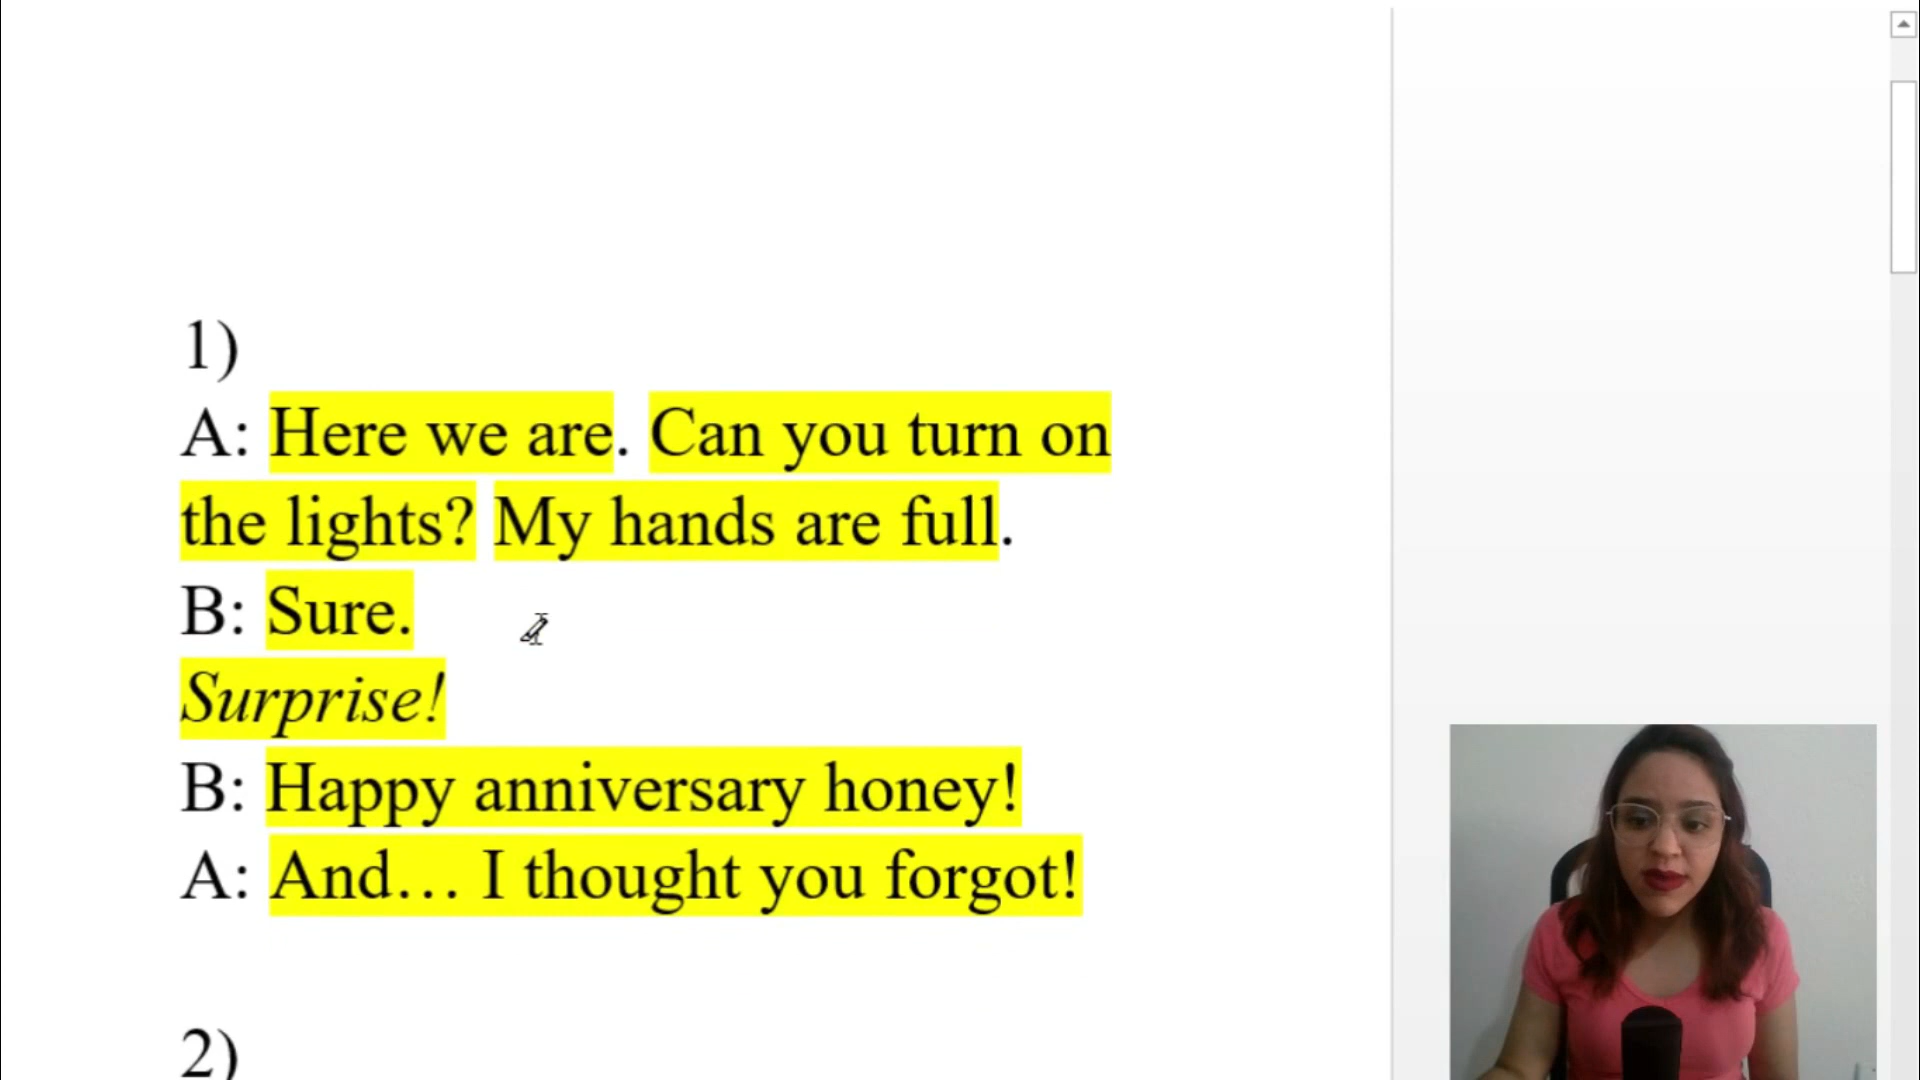 1)
A: Here we are. Can you turn on
the lights? My hands are full.
B: Sure.
Surprise!
B: Happy anniversary honey!
A: And… I thought you forgot!
2)